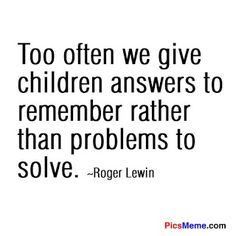 Too often we give
children answers to
remember rather
than problems to
solve. ~Roger Lewin
PicsMeme.com